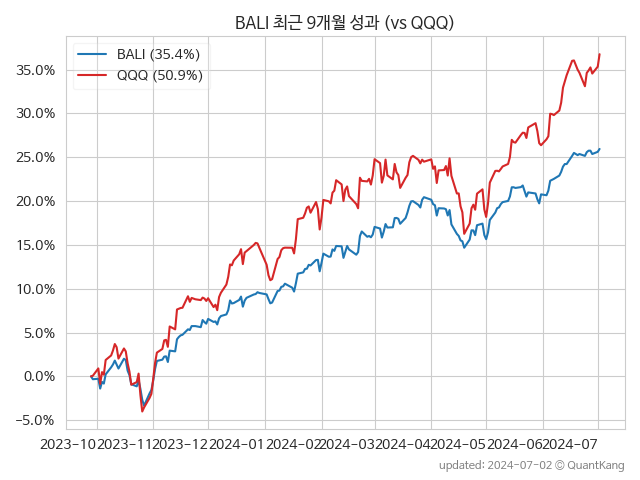 BALI 최근 9개월 성과 (vs QQQ)
BALI (35.4%)
QQQ (50.9%)
35.0%
30.0%
25.0%
20.0%
15.0%
10.0%
5.0%
0.0%
−5.0%
2023-10 2023-11 2023-12 2024-01 2024-02 2024-03 2024-04 2024-05 2024-06 2024-07
updated: 2024-07-02 © QuantKang